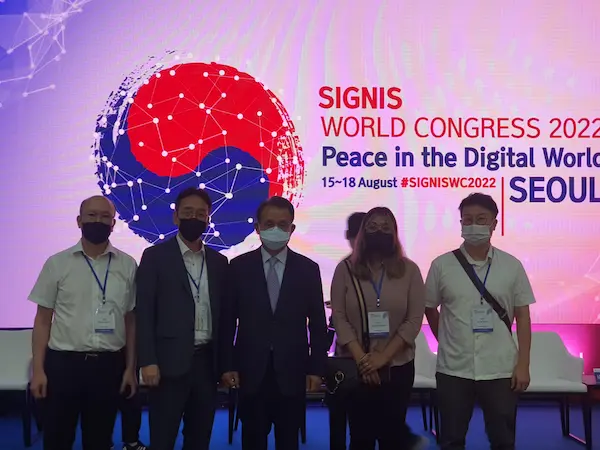 SIGNIS
WORLD CONGRESS 2022
Peace in the Digital World
15~18 August #SIGNISWC2022
SEOUL